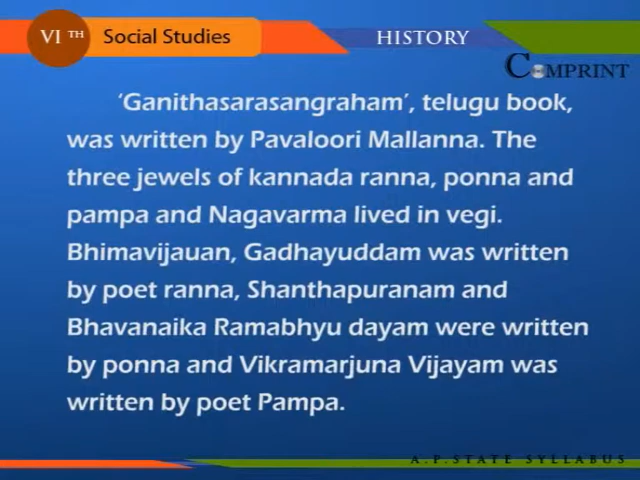 VI TH Social Studies
HISTORY
COMPRINT
‘Ganithasarasangraham’, telugu book,
was written by Pavaloori Mallanna. The
three jewels of kannada ranna, ponna and
pampa and Nagavarma lived in vegi.
Bhimavijauan, Gadhayuddam was written
by poet ranna, Shanthapuranam and
Bhavanaika Ramabhyu dayam were written
by ponna and Vikramarjuna Vijayam was
written by poet Pampa.
A.P.STATE SYLLABUS